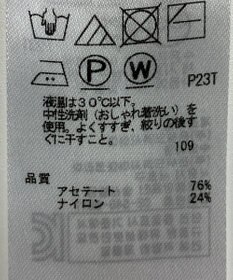 P W P23T
液温は30℃以下。
中性洗剤（おしゃれ着洗い）を
使用。よくすすぎ、絞りの後す
ぐに干すこと。
109
品質
アセテート 76%
ナイロン 24%